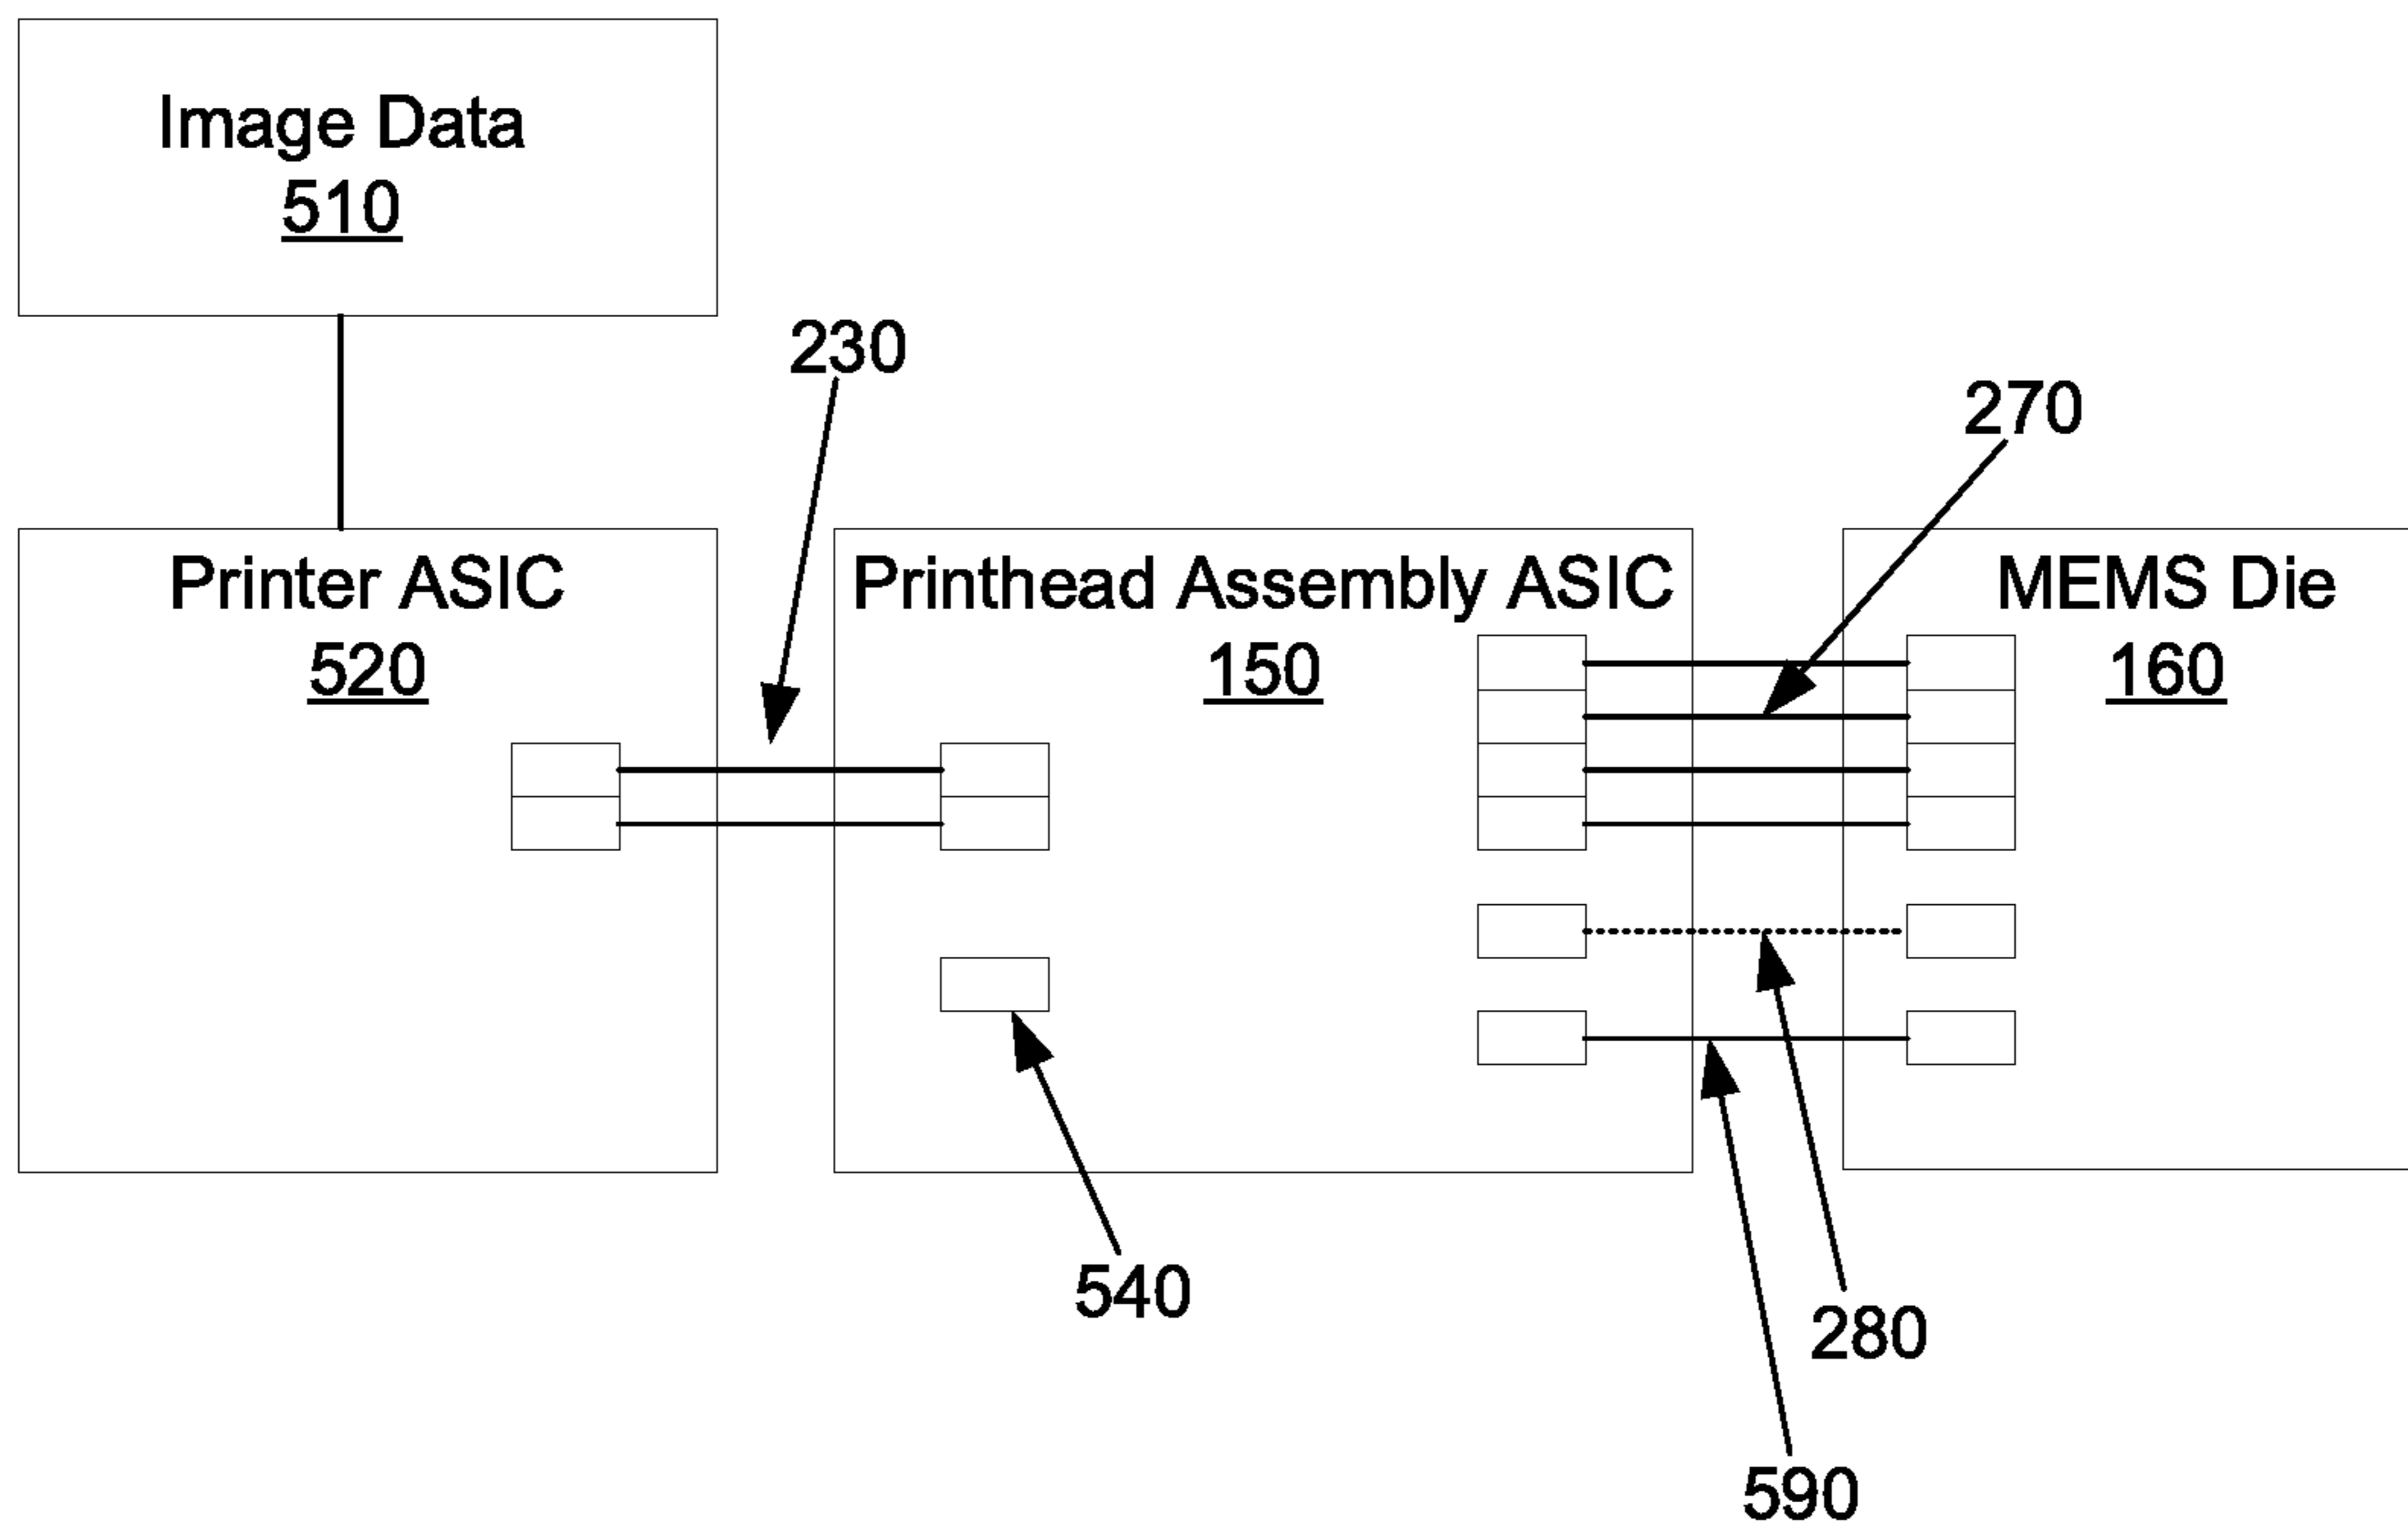 Image Data
510
230
270
Printer ASIC
520
Printhead Assembly ASIC
150
MEMS Die
160
540
280
590